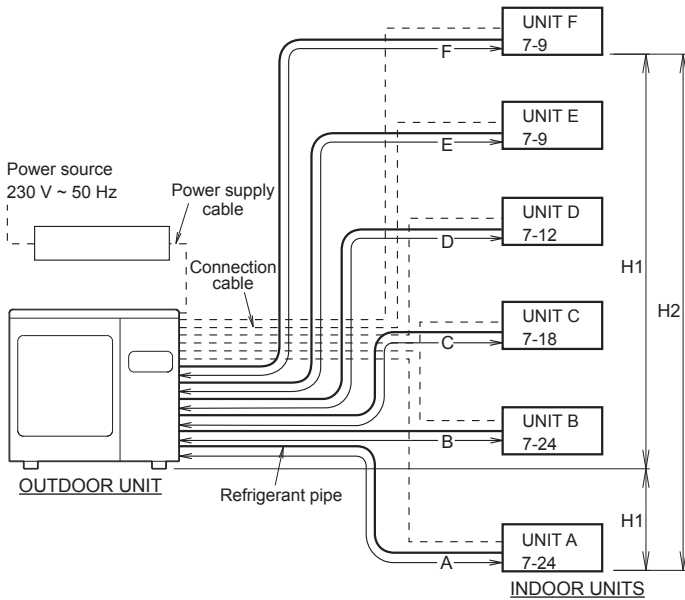 UNIT F
7-9
F
UNIT E
7-9
E
Power source
230 V ~ 50 Hz
Power supply
cable
UNIT D
7-12
D
Connection
cable
H1
H2
UNIT C
7-18
C
UNIT B
7-24
B
OUTDOOR UNIT
Refrigerant pipe
H1
UNIT A
7-24
A
INDOOR UNITS